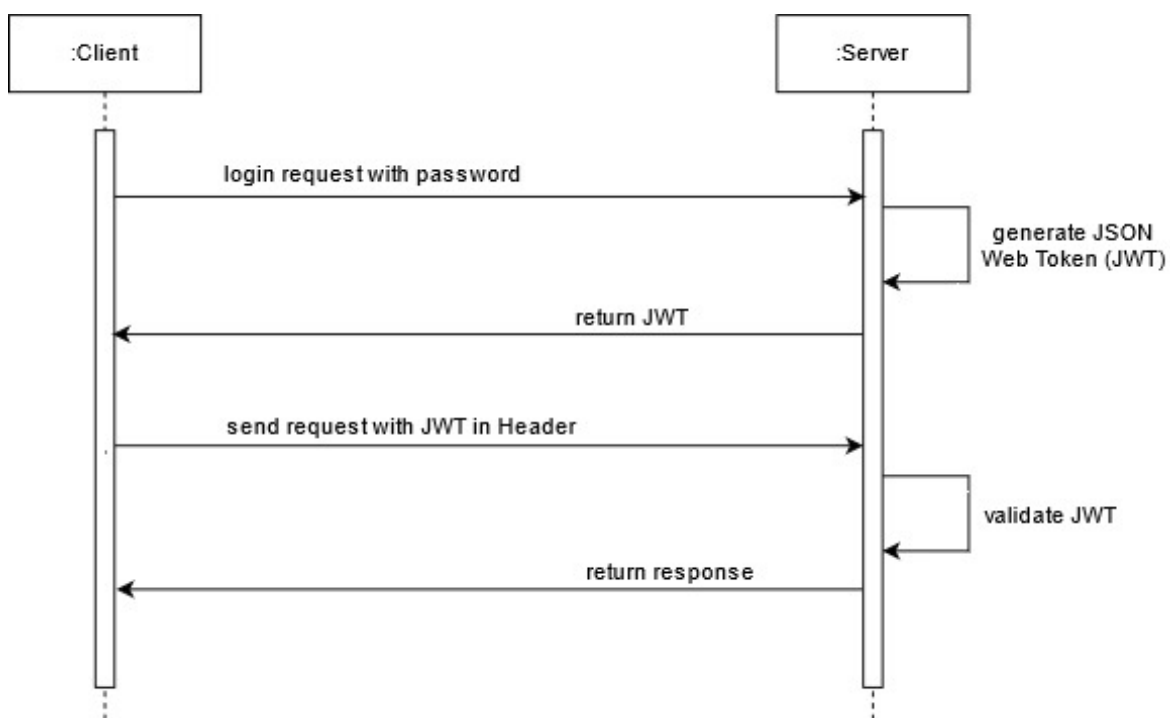 :Client
:Server
login request with password
generate JSON
Web Token (JWT)
return JWT
send request with JWT in Header
validate JWT
return response